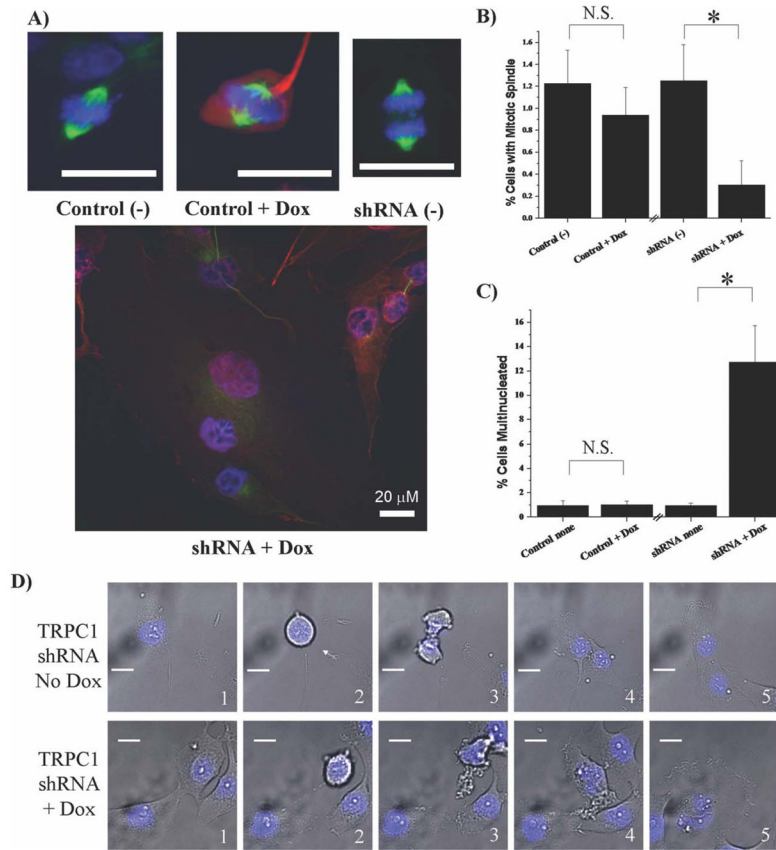 A)
Control (-)
Control + Dox
shRNA (-)
20 μM
shRNA + Dox
B)
N.S.
*
% Cells with Mitotic Spindle
1.6
1.4
1.2
1.0
0.8
0.6
0.4
0.2
0.0
Control (-)
Control + Dox
shRNA (-)
shRNA + Dox
C)
*
N.S.
% Cells Multinucleated
16
14
12
10
8
6
4
2
0
Control none
Control + Dox
shRNA none
shRNA + Dox
D)
TRPC1
shRNA
No Dox
1
2
3
4
5
TRPC1
shRNA
+ Dox
1
2
3
4
5